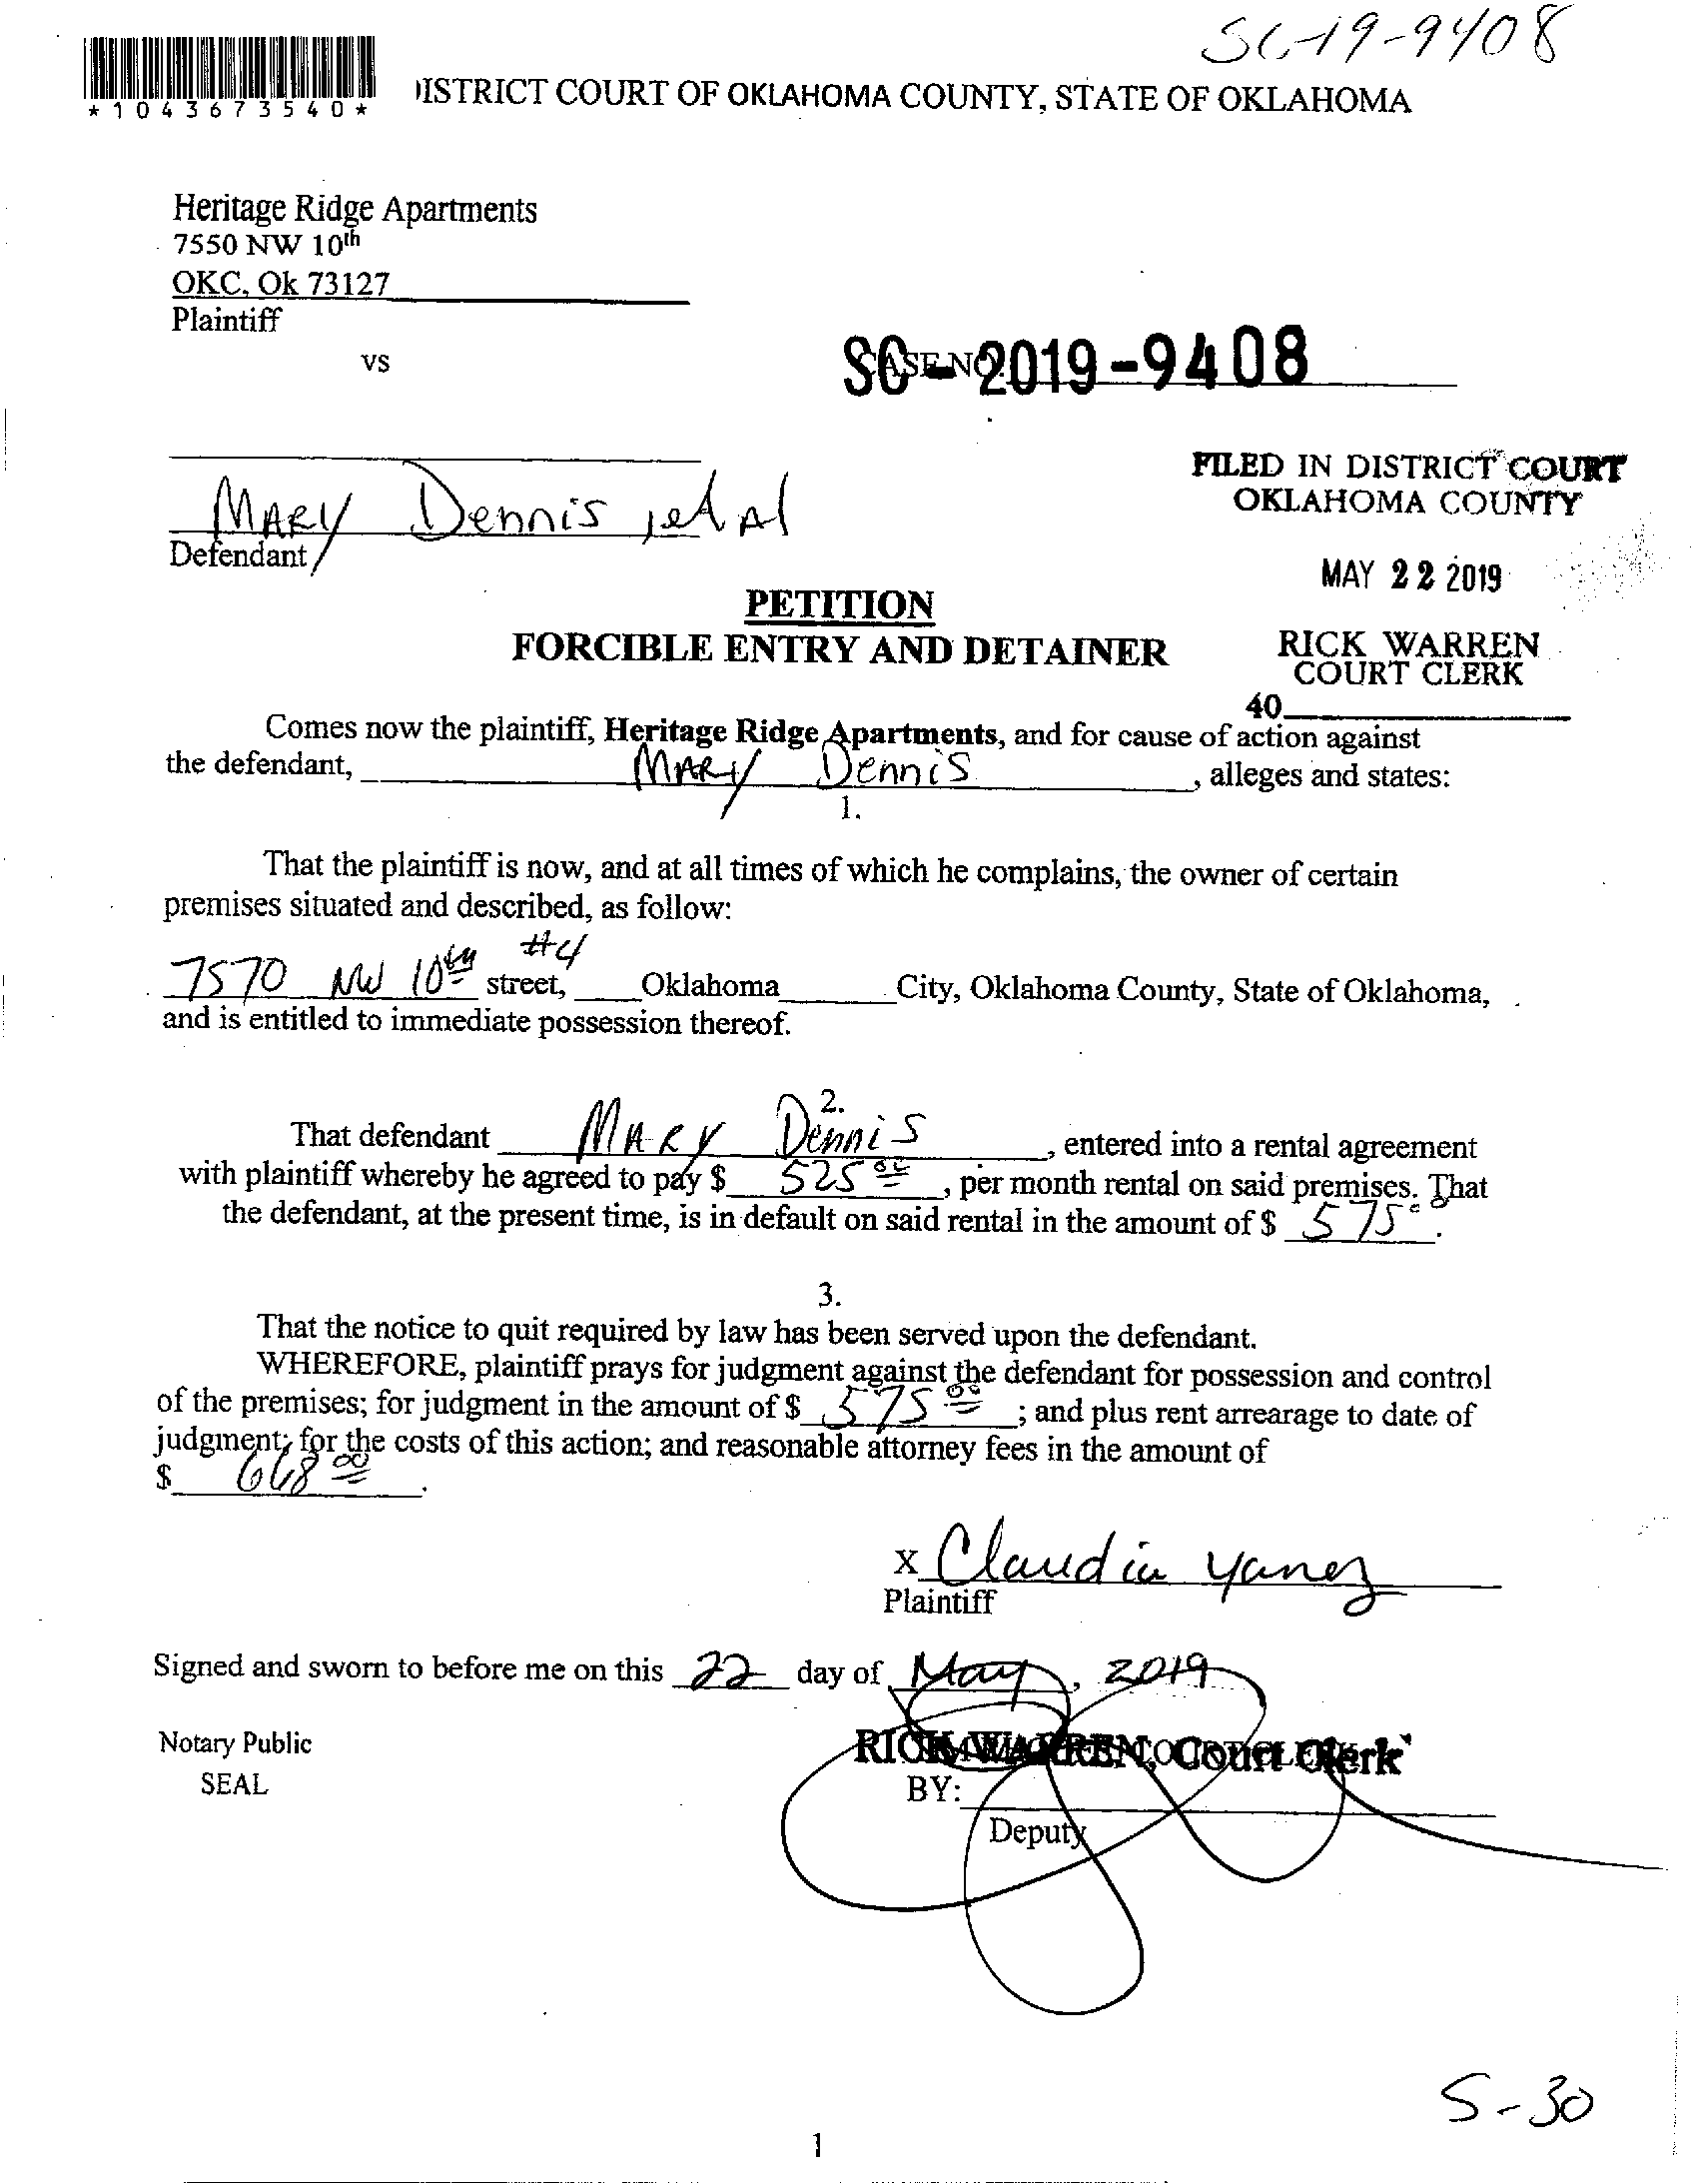 SC-19-9408
*1043673540*
DISTRICT COURT OF OKLAHOMA COUNTY, STATE OF OKLAHOMA
Heritage Ridge Apartments
7550 NW 10th
OKC, Ok 73127
Plaintiff
vs
CASE NO.
SC-2019-9408
MARY Dennis, et Al
Defendant
FILED IN DISTRICT COURT
OKLAHOMA COUNTY
MAY 22 2019
RICK WARREN
COURT CLERK
40
PETITION
FORCIBLE ENTRY AND DETAINER
Comes now the plaintiff, Heritage Ridge Apartments, and for cause of action against
the defendant, MARY Dennis, alleges and states:
1.
That the plaintiff is now, and at all times of which he complains, the owner of certain
premises situated and described, as follow:
7570 NW 10th #4 street, Oklahoma City, Oklahoma County, State of Oklahoma,
and is entitled to immediate possession thereof.
2.
That defendant MARY Dennis, entered into a rental agreement
with plaintiff whereby he agreed to pay $ 525 00, per month rental on said premises. That
the defendant, at the present time, is in default on said rental in the amount of $ 575 00.
3.
That the notice to quit required by law has been served upon the defendant.
WHEREFORE, plaintiff prays for judgment against the defendant for possession and control
of the premises; for judgment in the amount of $ 575 00; and plus rent arrearage to date of
judgment; for the costs of this action; and reasonable attorney fees in the amount of
$ 668 00.
x Claudia Yanez
Plaintiff
Signed and sworn to before me on this 22 day of May, 2019
Notary Public
SEAL
RICK WARREN, Court Clerk
BY:
Deputy
5-30
1